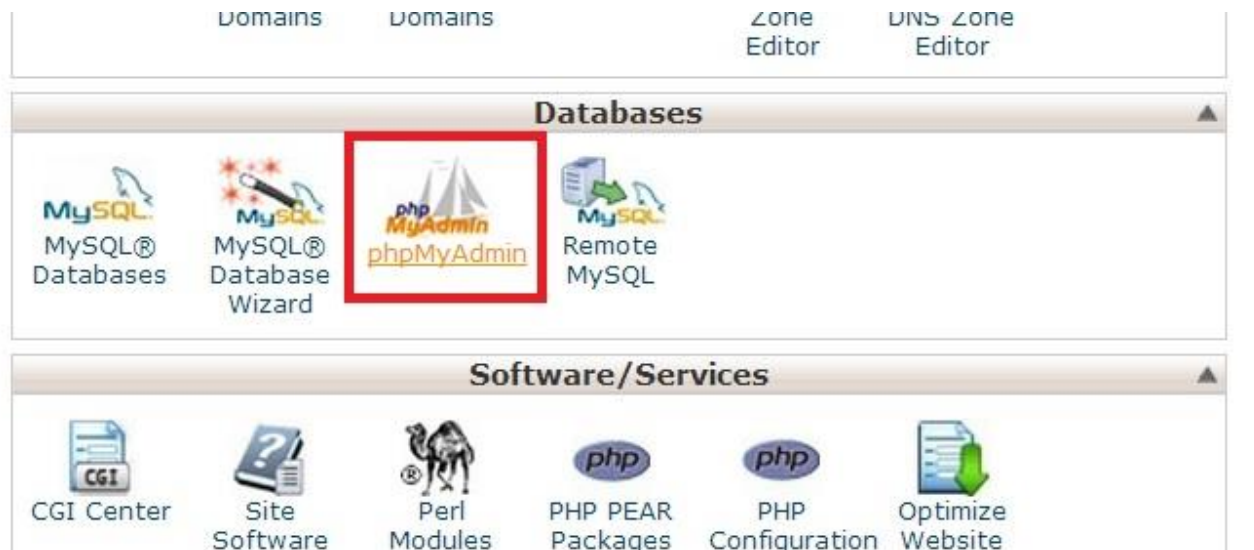 Domains Domains Zone DNS Zone
Editor Editor
Databases
MySQL MySQL php MyAdmin MySQL
MySQL® MySQL® phpMyAdmin Remote
Databases Database MySQL
Wizard
Software/Services
CGI ® php php
CGI Center Site Perl PHP PEAR PHP Optimize
Software Modules Packages Configuration Website